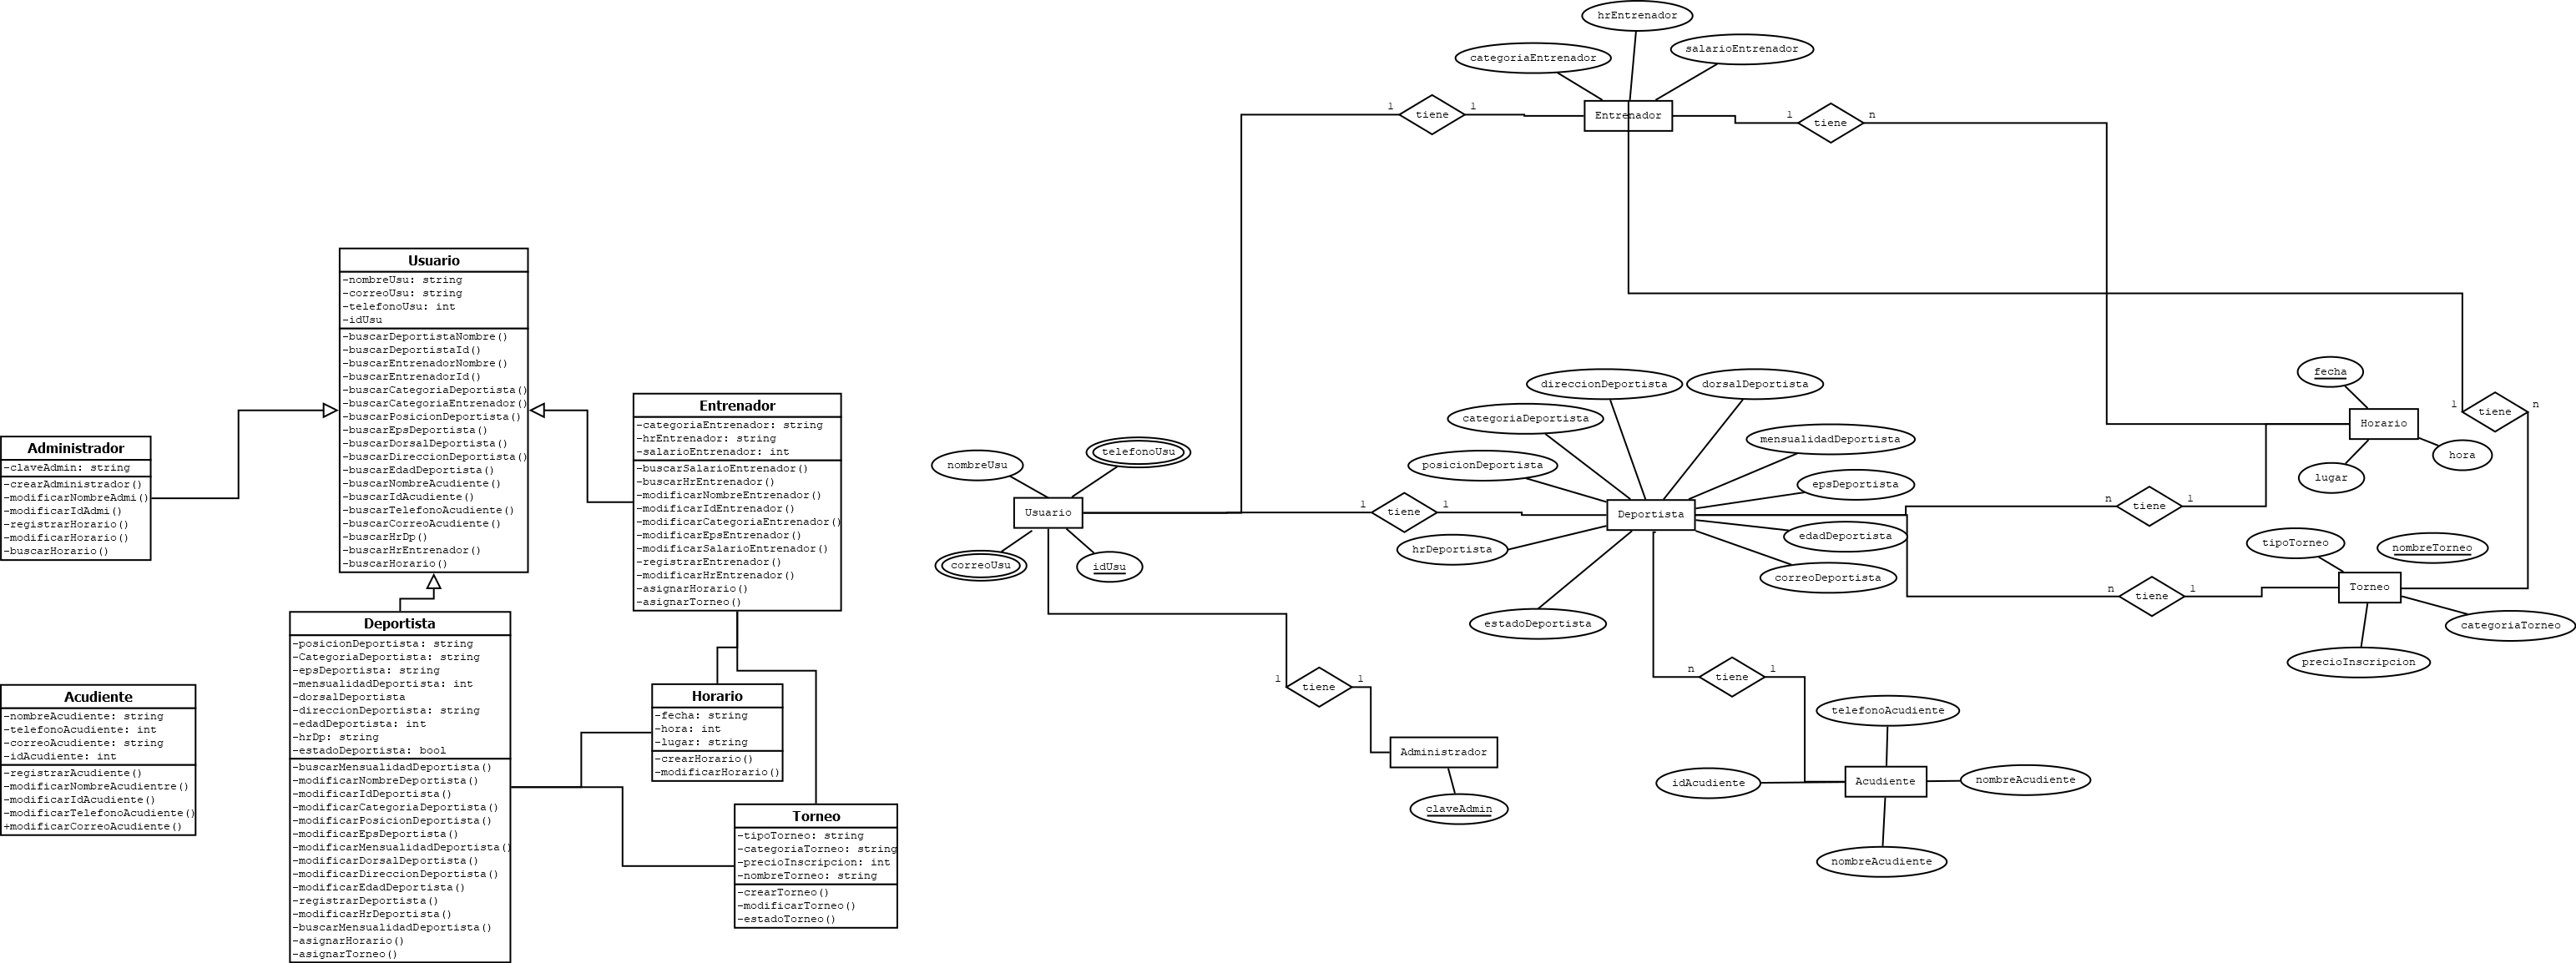 Usuario
-nombreUsu: string
-correoUsu: string
-telefonoUsu: int
-idUsu
-buscarDeportistaNombre()
-buscarDeportistaId()
-buscarEntrenadorNombre()
-buscarEntrenadorId()
-buscarCategoriaDeportista()
-buscarCategoriaEntrenador()
-buscarPosicionDeportista()
-buscarEpsDeportista()
-buscarDorsalDeportista()
-buscarDireccionDeportista()
-buscarEdadDeportista()
-buscarNombreAcudiente()
-buscarIdAcudiente()
-buscarTelefonoAcudiente()
-buscarCorreoAcudiente()
-buscarHrDp()
-buscarHrEntrenador()
-buscarHorario()
Administrador
-claveAdmin: string
-crearAdministrador()
-modificarNombreAdmi()
-modificarIdAdmi()
-registrarHorario()
-modificarHorario()
-buscarHorario()
Entrenador
-categoriaEntrenador: string
-hrEntrenador: string
-salarioEntrenador: int
-buscarSalarioEntrenador()
-buscarHrEntrenador()
-modificarNombreEntrenador()
-modificarIdEntrenador()
-modificarCategoriaEntrenador()
-modificarEpsEntrenador()
-modificarSalarioEntrenador()
-registrarEntrenador()
-modificarHrEntrenador()
-asignarHorario()
-asignarTorneo()
Deportista
-posicionDeportista: string
-CategoriaDeportista: string
-epsDeportista: string
-mensualidadDeportista: int
-dorsalDeportista
-direccionDeportista: string
-edadDeportista: int
-hrDp: string
-estadoDeportista: bool
-buscarMensualidadDeportista()
-modificarNombreDeportista()
-modificarIdDeportista()
-modificarCategoriaDeportista()
-modificarPosicionDeportista()
-modificarEpsDeportista()
-modificarMensualidadDeportista()
-modificarDorsalDeportista()
-modificarDireccionDeportista()
-modificarEdadDeportista()
-registrarDeportista()
-modificarHrDeportista()
-buscarMensualidadDeportista()
-asignarHorario()
-asignarTorneo()
Acudiente
-nombreAcudiente: string
-telefonoAcudiente: int
-correoAcudiente: string
-idAcudiente: int
-registrarAcudiente()
-modificarNombreAcudientre()
-modificarIdAcudiente()
-modificarTelefonoAcudiente()
+modificarCorreoAcudiente()
Horario
-fecha: string
-hora: int
-lugar: string
-crearHorario()
-modificarHorario()
Torneo
-tipoTorneo: string
-categoriaTorneo: string
-precioInscripcion: int
-nombreTorneo: string
-crearTorneo()
-modificarTorneo()
-estadoTorneo()
hrEntrenador
categoriaEntrenador
salarioEntrenador
1 tiene 1
Entrenador
1 tiene n
direccionDeportista
dorsalDeportista
categoriaDeportista
mensualidadDeportista
posicionDeportista
epsDeportista
Deportista
edadDeportista
hrDeportista
correoDeportista
estadoDeportista
nombreUsu
telefonoUsu
Usuario
correoUsu
idUsu
1 tiene 1
fecha
Horario
hora
lugar
1 tiene n
n tiene 1
tipoTorneo
nombreTorneo
Torneo
categoriaTorneo
precioInscripcion
n tiene 1
n tiene 1
1 tiene 1
Administrador
claveAdmin
telefonoAcudiente
idAcudiente
Acudiente
nombreAcudiente
nombreAcudiente